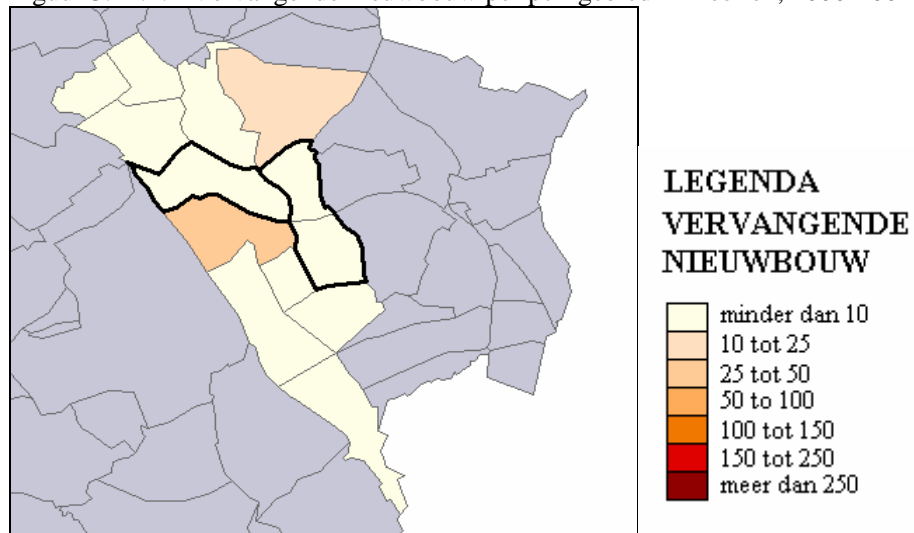 LEGENDA
VERVANGENDE
NIEUWBOUW
minder dan 10
10 tot 25
25 tot 50
50 to 100
100 tot 150
150 tot 250
meer dan 250